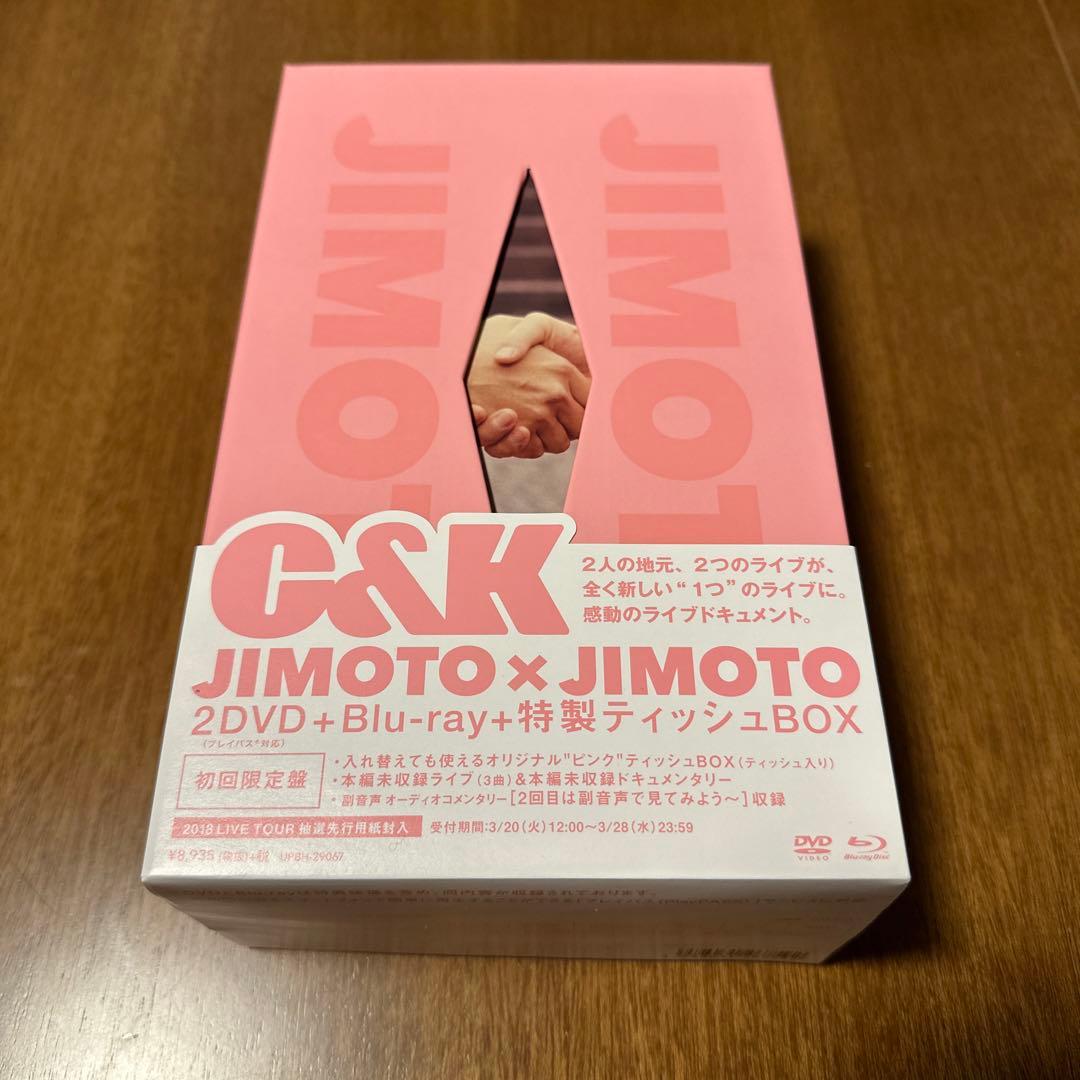 JIMOTO
JIMOT
C&K
2人の地元、2つのライブが、
全く新しい“1つ”のライブに。
感動のライブドキュメント。
JIMOTO×JIMOTO
2DVD+Blu-ray+特製ティッシュBOX
(プレイパス®対応)
初回限定盤
・入れ替えても使えるオリジナル"ピンク"ティッシュBOX(ティッシュ入り)
・本編未収録ライブ(3曲)&本編未収録ドキュメンタリー
・副音声 オーディオコメンタリー[2回目は副音声で見てみよう〜]収録
2018 LIVE TOUR 抽選先行用紙封入 受付期間:3/20(火)12:00〜3/28(水)23:59
¥8,935(税抜)+税 UPBH-29067
DVD VIDEO
Blu-ray Disc